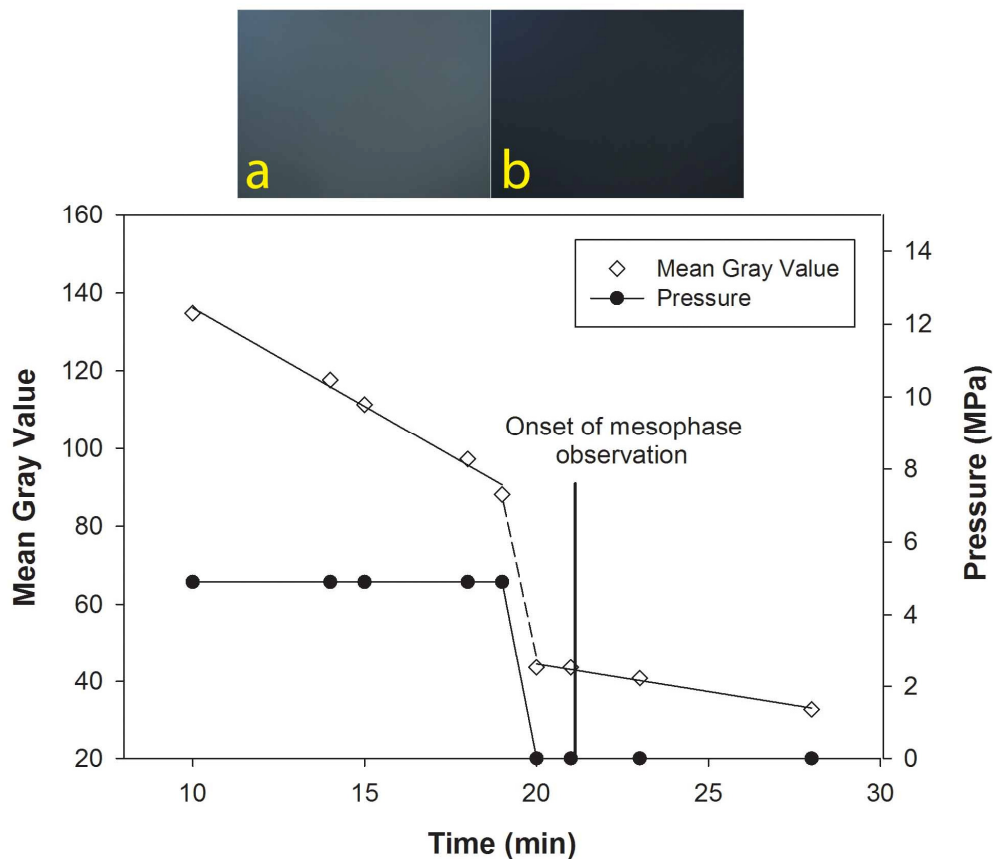 a
b
160
140
120
100
80
60
40
20
Mean Gray Value
Mean Gray Value
Pressure
Onset of mesophase
observation
14
12
10
8
6
4
2
0
Pressure (MPa)
10
15
20
25
30
Time (min)